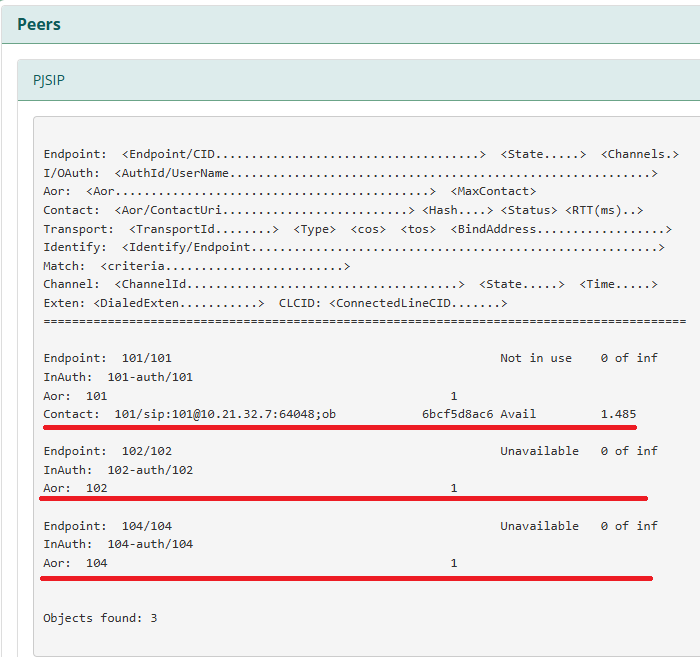 Peers
PJSIP
Endpoint:  <Endpoint/CID.....................................>  <State.....>  <Channels.>
I/OAuth:  <AuthId/UserName...........................................................>
Aor:  <Aor............................................>  <MaxContact>
Contact:  <Aor/ContactUri..........................> <Hash....> <Status> <RTT(ms)..>
Transport:  <TransportId........>  <Type>  <cos>  <tos>  <BindAddress..................>
Identify:  <Identify/Endpoint.........................................................>
Match:  <criteria.........................>
Channel:  <ChannelId......................................>  <State.....>  <Time.....>
Exten: <DialedExten...........>  CLCID: <ConnectedLineCID.......>
==========================================================================================
Endpoint:  101/101                                              Not in use    0 of inf
InAuth:  101-auth/101
Aor:  101                                                1
Contact:  101/sip:101@10.21.32.7:64048;ob            6bcf5d8ac6 Avail         1.485
Endpoint:  102/102                                              Unavailable   0 of inf
InAuth:  102-auth/102
Aor:  102                                                1
Endpoint:  104/104                                              Unavailable   0 of inf
InAuth:  104-auth/104
Aor:  104                                                1
Objects found: 3